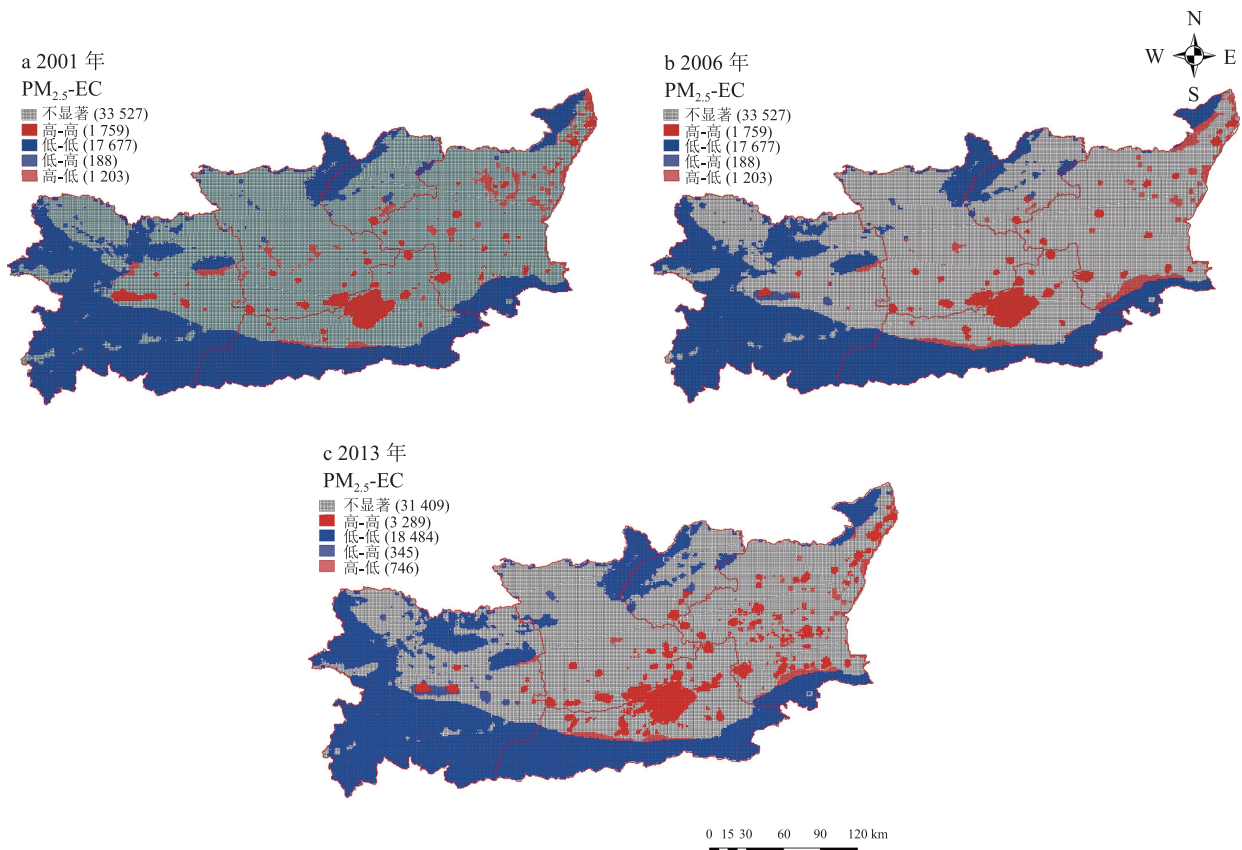 a 2001 年
PM2.5-EC
不显著 (33 527)
高-高 (1 759)
低-低 (17 677)
低-高 (188)
高-低 (1 203)
b 2006 年
PM2.5-EC
不显著 (33 527)
高-高 (1 759)
低-低 (17 677)
低-高 (188)
高-低 (1 203)
N
W E
S
c 2013 年
PM2.5-EC
不显著 (31 409)
高-高 (3 289)
低-低 (18 484)
低-高 (345)
高-低 (746)
0 15 30 60 90 120 km